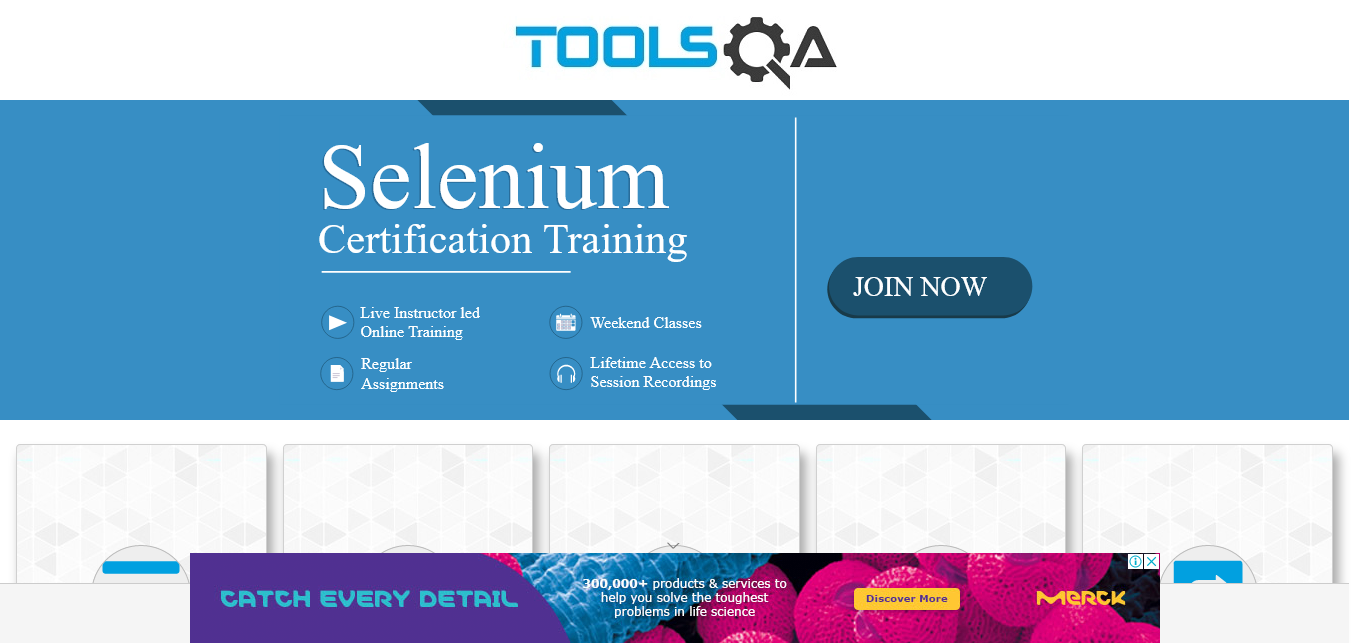 TOOLSQA
Selenium
Certification Training
Live Instructor led
Online Training
Weekend Classes
Regular
Assignments
Lifetime Access to
Session Recordings
JOIN NOW
CATCH EVERY DETAIL
300,000+ products & services to
help you solve the toughest
problems in life science
Discover More
MERCK